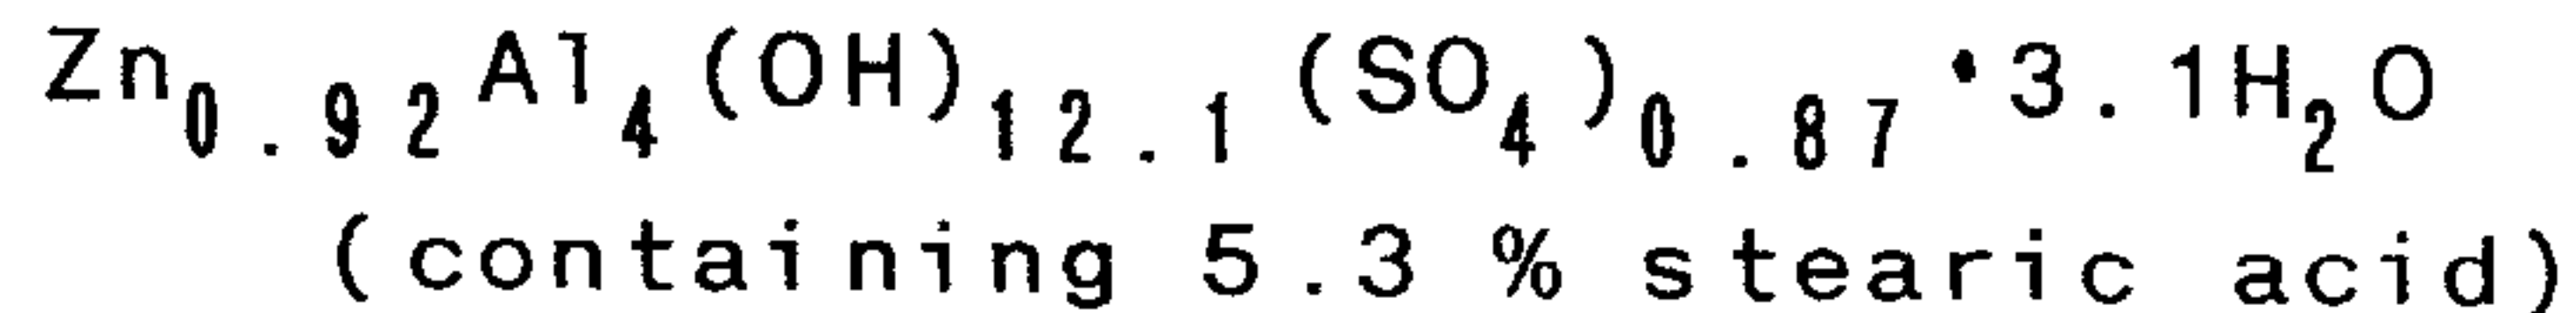 Zn₀.₉₂Al₄(OH)₁₂.₁(SO₄)₀.₈₇·3.1H₂O
(containing 5.3 % stearic acid)